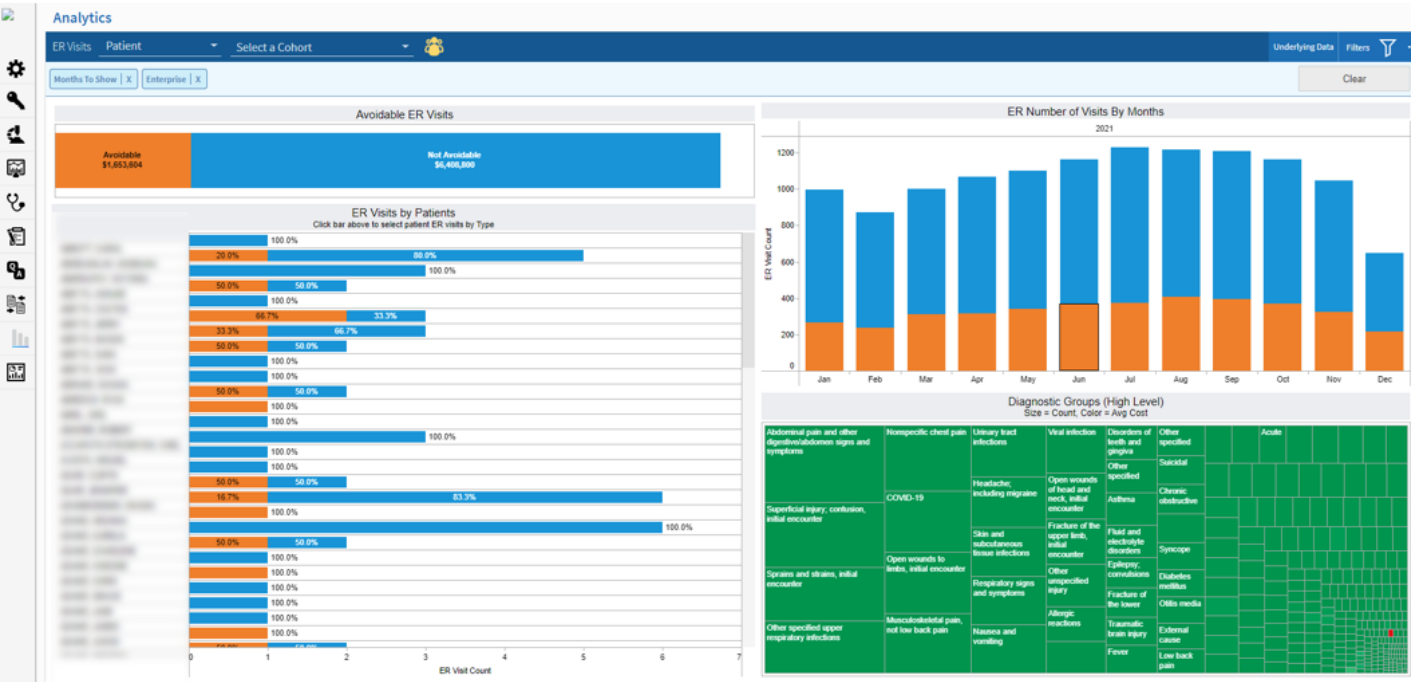 Analytics
ER Visits Patient Select a Cohort Underlying Data Filters
Months To Show | X Enterprise | X Clear
Avoidable ER Visits
Avoidable
$1,653,604
Not Avoidable
$6,408,800
ER Visits by Patients
Click bar above to select patient ER visits by Type
100.0%
20.0% 80.0%
100.0%
50.0% 50.0%
100.0%
66.7% 33.3%
33.3% 66.7%
50.0% 50.0%
100.0%
100.0%
50.0% 50.0%
100.0%
100.0%
100.0%
100.0%
100.0%
50.0% 50.0%
16.7% 83.3%
100.0%
100.0%
50.0% 50.0%
100.0%
100.0%
100.0%
100.0%
100.0%
100.0%
50.0% 50.0%
0 1 2 3 4 5 6 7
ER Visit Count
ER Number of Visits By Months
2021
1200
1000
800
600
400
200
0
ER Visit Count
Jan Feb Mar Apr May Jun Jul Aug Sep Oct Nov Dec
Diagnostic Groups (High Level)
Size = Count, Color = Avg Cost
Abdominal pain and other
digestive/abdomen signs and
symptoms
Superficial injury; contusion,
initial encounter
Sprains and strains, initial
encounter
Other specified upper
respiratory infections
Nonspecific chest pain
COVID-19
Open wounds to
limbs, initial encounter
Musculoskeletal pain,
not low back pain
Urinary tract
infections
Headache;
including migraine
Skin and
subcutaneous
tissue infections
Respiratory signs
and symptoms
Nausea and
vomiting
Viral infection
Open wounds
of head and
neck, initial
encounter
Fracture of the
upper limb,
initial
encounter
Other
unspecified
injury
Allergic
reactions
Disorders of
teeth and
gingiva
Other
specified
Asthma
Fluid and
electrolyte
disorders
Epilepsy;
convulsions
Fracture of
the lower
Traumatic
brain injury
Fever
Other
specified
Suicidal
Chronic
obstructive
Syncope
Diabetes
mellitus
Otitis media
External
cause
Low back
pain
Acute